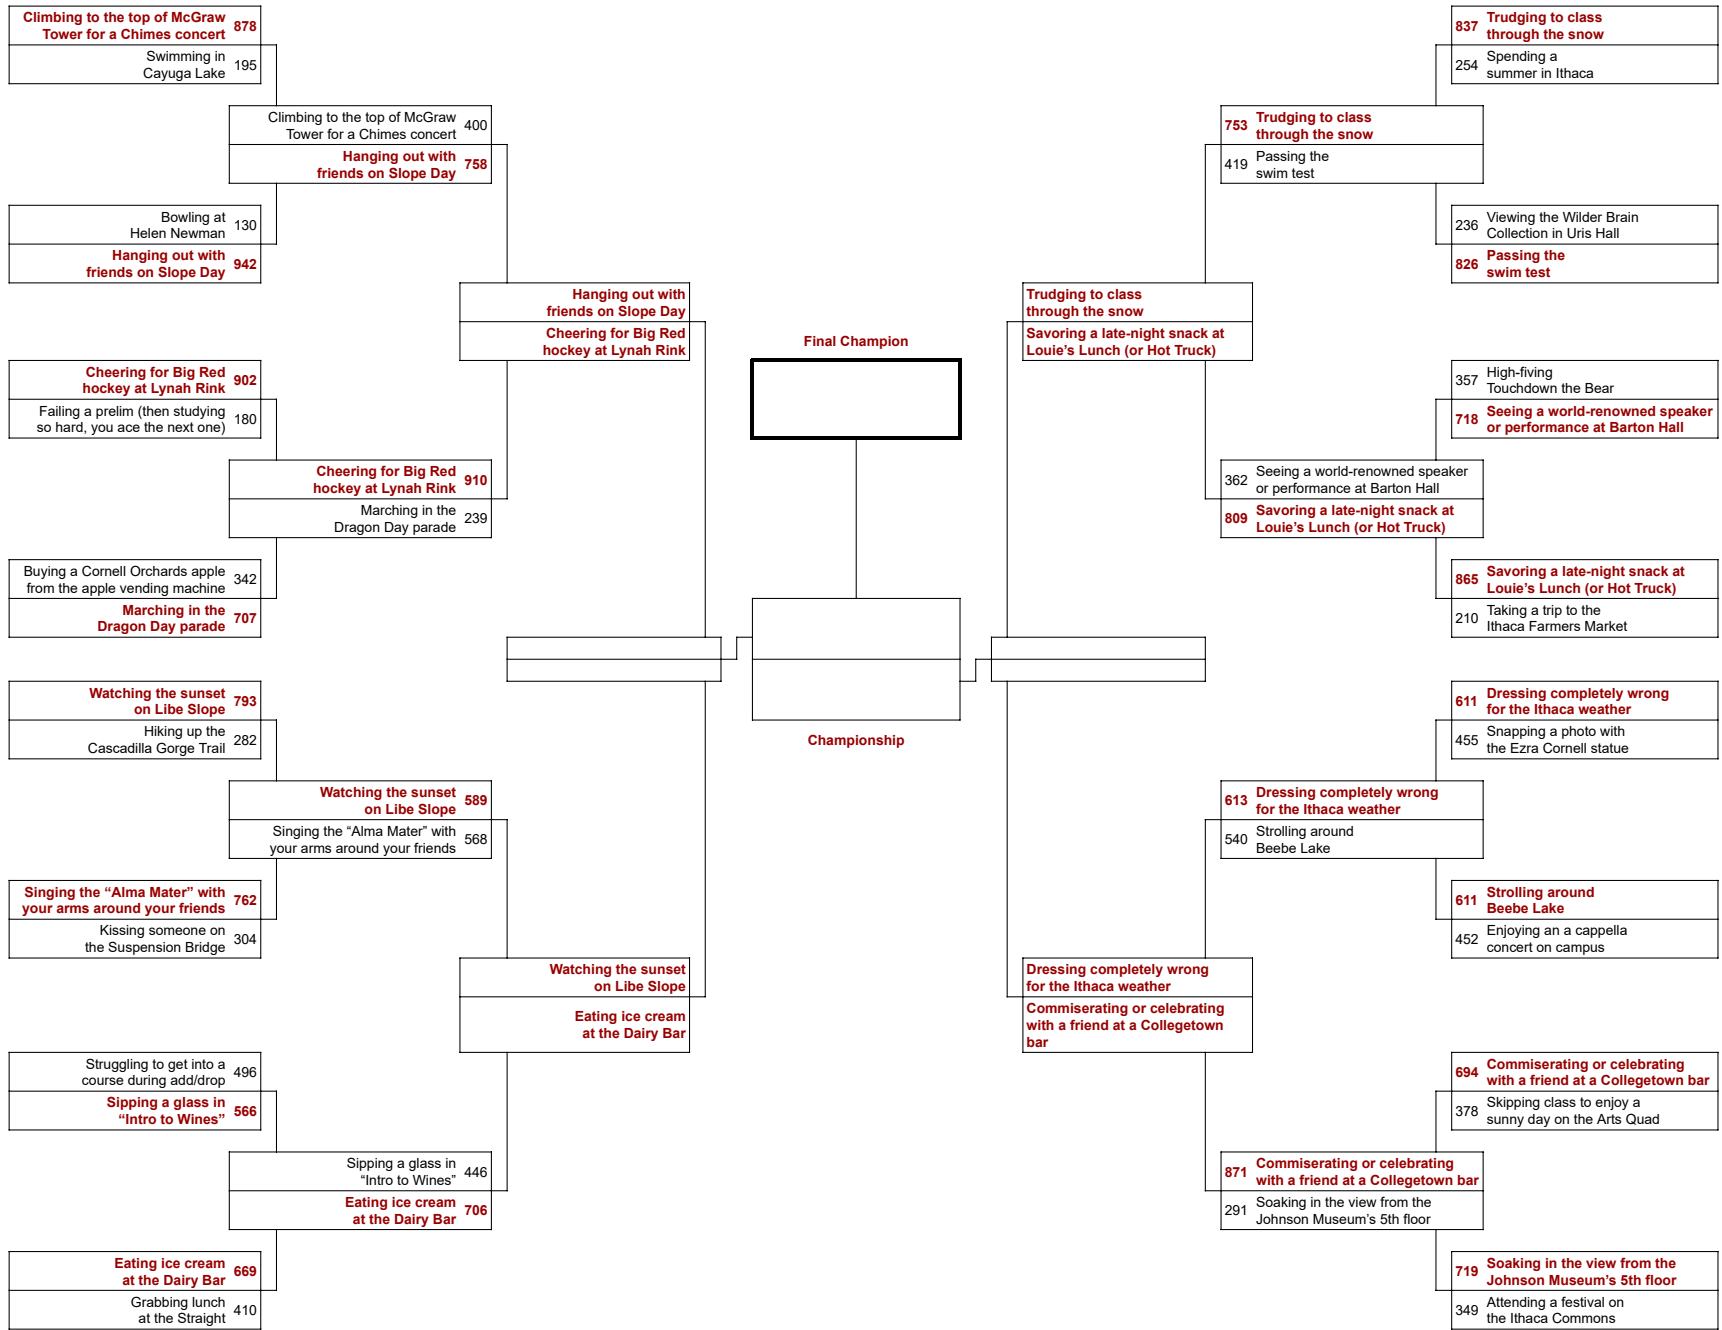 Climbing to the top of McGraw
Tower for a Chimes concert 878
Swimming in
Cayuga Lake 195
Climbing to the top of McGraw
Tower for a Chimes concert 400
Hanging out with
friends on Slope Day 758
Bowling at
Helen Newman 130
Hanging out with
friends on Slope Day 942
Hanging out with
friends on Slope Day
Cheering for Big Red
hockey at Lynah Rink
Cheering for Big Red
hockey at Lynah Rink 902
Failing a prelim (then studying
so hard, you ace the next one) 180
Cheering for Big Red
hockey at Lynah Rink 910
Marching in the
Dragon Day parade 239
Buying a Cornell Orchards apple
from the apple vending machine 342
Marching in the
Dragon Day parade 707
Watching the sunset
on Libe Slope 793
Hiking up the
Cascadilla Gorge Trail 282
Watching the sunset
on Libe Slope 589
Singing the “Alma Mater” with
your arms around your friends 568
Singing the “Alma Mater” with
your arms around your friends 762
Kissing someone on
the Suspension Bridge 304
Watching the sunset
on Libe Slope
Eating ice cream
at the Dairy Bar
Struggling to get into a
course during add/drop 496
Sipping a glass in
“Intro to Wines” 566
Sipping a glass in
“Intro to Wines” 446
Eating ice cream
at the Dairy Bar 706
Eating ice cream
at the Dairy Bar 669
Grabbing lunch
at the Straight 410
Final Champion
Championship
837 Trudging to class
through the snow
254 Spending a
summer in Ithaca
753 Trudging to class
through the snow
419 Passing the
swim test
236 Viewing the Wilder Brain
Collection in Uris Hall
826 Passing the
swim test
Trudging to class
through the snow
Savoring a late-night snack at
Louie’s Lunch (or Hot Truck)
357 High-fiving
Touchdown the Bear
718 Seeing a world-renowned speaker
or performance at Barton Hall
362 Seeing a world-renowned speaker
or performance at Barton Hall
809 Savoring a late-night snack at
Louie’s Lunch (or Hot Truck)
865 Savoring a late-night snack at
Louie’s Lunch (or Hot Truck)
210 Taking a trip to the
Ithaca Farmers Market
611 Dressing completely wrong
for the Ithaca weather
455 Snapping a photo with
the Ezra Cornell statue
613 Dressing completely wrong
for the Ithaca weather
540 Strolling around
Beebe Lake
611 Strolling around
Beebe Lake
452 Enjoying an a cappella
concert on campus
Dressing completely wrong
for the Ithaca weather
Commiserating or celebrating
with a friend at a Collegetown
bar
694 Commiserating or celebrating
with a friend at a Collegetown bar
378 Skipping class to enjoy a
sunny day on the Arts Quad
871 Commiserating or celebrating
with a friend at a Collegetown bar
291 Soaking in the view from the
Johnson Museum’s 5th floor
719 Soaking in the view from the
Johnson Museum’s 5th floor
349 Attending a festival on
the Ithaca Commons